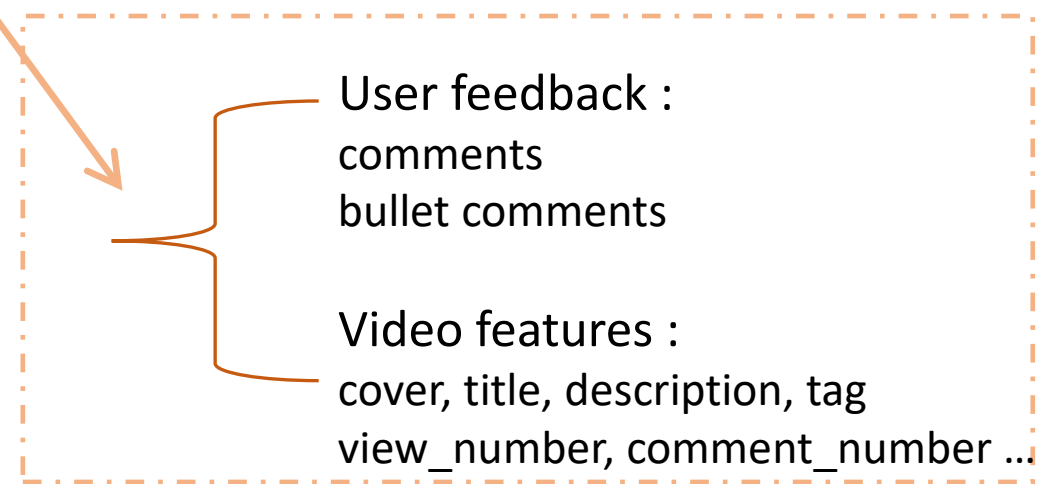 User feedback :
comments
bullet comments
Video features :
cover, title, description, tag
view_number, comment_number ...